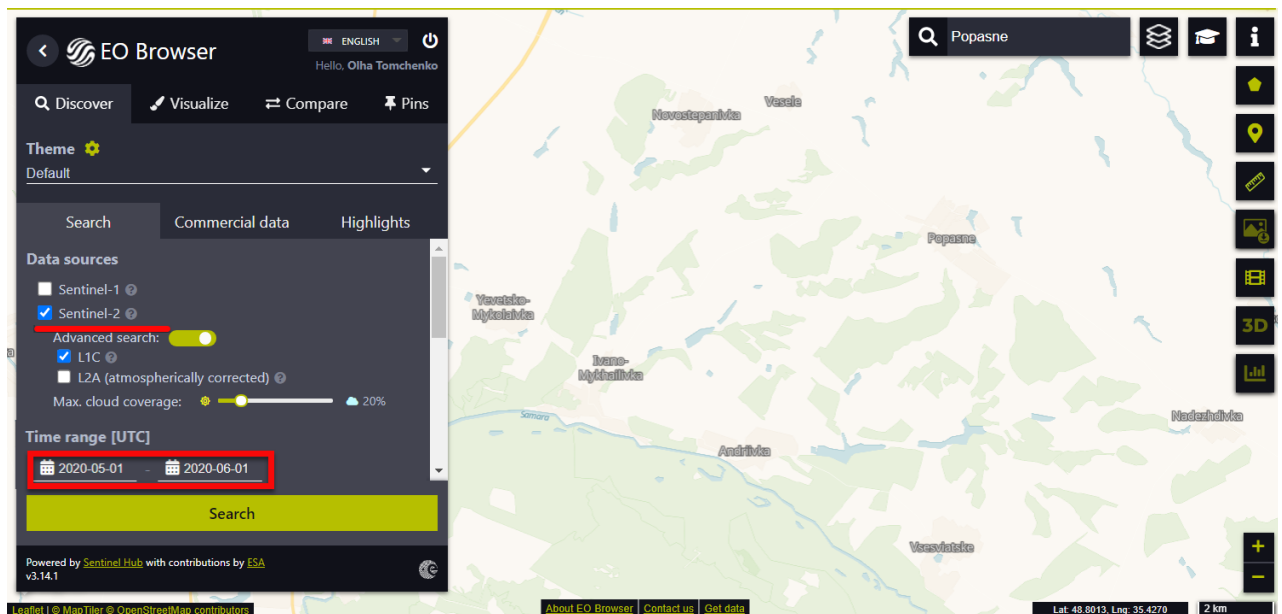 EO Browser
ENGLISH
Hello, Olha Tomchenko
Discover
Visualize
Compare
Pins
Theme
Default
Search
Commercial data
Highlights
Data sources
Sentinel-1
Sentinel-2
Advanced search:
L1C
L2A (atmospherically corrected)
Max. cloud coverage:
20%
Time range [UTC]
2020-05-01 - 2020-06-01
Search
Powered by Sentinel Hub with contributions by ESA
v3.14.1
Popasne
i
3D
+
−
Vesele
Novostepanivka
Popasne
Yevetsko-
Mykolaivka
Ivano-
Mykhailivka
Samara
Nadezhdivka
Andriivka
Vsesviatske
Leaflet | © MapTiler © OpenStreetMap contributors
About EO Browser
Contact us
Get data
Lat: 48.8013, Lng: 35.4270
2 km